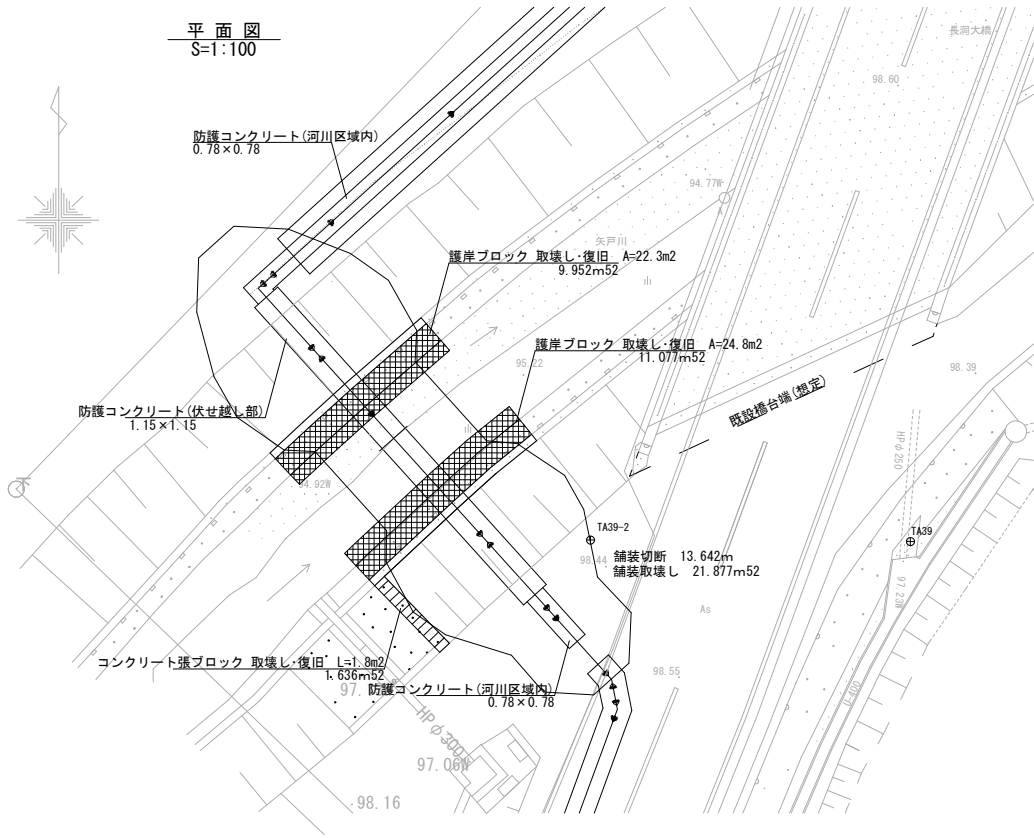 平面図
S=1:100
長洞大橋
98.60
防護コンクリート(河川区域内)
0.78×0.78
94.77W
A
矢戸川
護岸ブロック 取壊し・復旧 A=22.3m2
9.952m52
護岸ブロック 取壊し・復旧 A=24.8m2
11.077m52
95.22
98.39
既設橋台端(想定)
防護コンクリート(伏せ越し部)
1.15×1.15
HPφ250
94.92W
TA39-2
TA39
98.44
舗装切断 13.642m
舗装取壊し 21.877m52
97.23W
As
コンクリート張ブロック 取壊し・復旧 L=1.8m2
1.636m52
98.55
97.
防護コンクリート(河川区域内)
0.78×0.78
U-400
HPφ300
97.06W
98.16